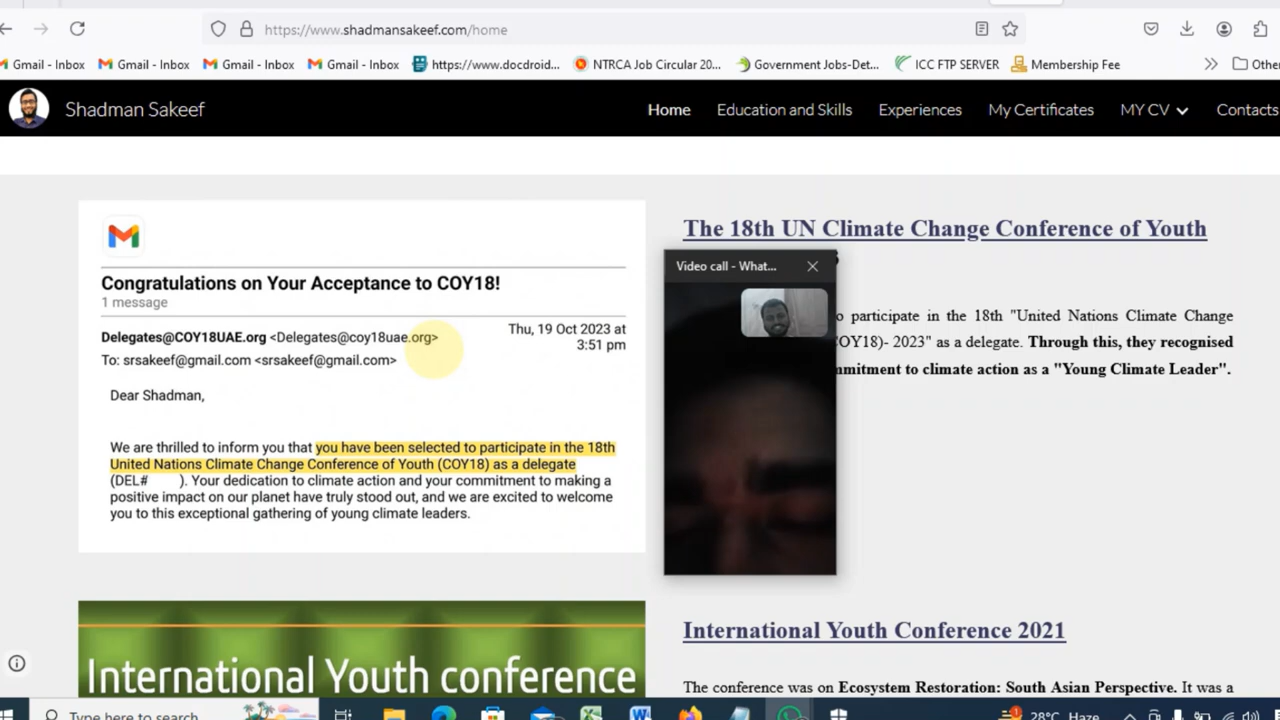 https://www.shadmansakeef.com/home
Gmail - Inbox
Gmail - Inbox
Gmail - Inbox
Gmail - Inbox
https://www.docdroid...
NTRCA Job Circular 20...
Government Jobs-Det...
ICC FTP SERVER
Membership Fee
Other
Shadman Sakeef
Home
Education and Skills
Experiences
My Certificates
MY CV
Contacts
Congratulations on Your Acceptance to COY18!
1 message
Delegates@COY18UAE.org <Delegates@coy18uae.org>
Thu, 19 Oct 2023 at
3:51 pm
To: srsakeef@gmail.com <srsakeef@gmail.com>
Dear Shadman,
We are thrilled to inform you that you have been selected to participate in the 18th
United Nations Climate Change Conference of Youth (COY18) as a delegate
(DEL# ). Your dedication to climate action and your commitment to making a
positive impact on our planet have truly stood out, and we are excited to welcome
you to this exceptional gathering of young climate leaders.
International Youth conference
The 18th UN Climate Change Conference of Youth
Video call - What...
o participate in the 18th "United Nations Climate Change
OY18)- 2023" as a delegate. Through this, they recognised
mmitment to climate action as a "Young Climate Leader".
International Youth Conference 2021
The conference was on Ecosystem Restoration: South Asian Perspective. It was a
Type here to search
28°C Haze